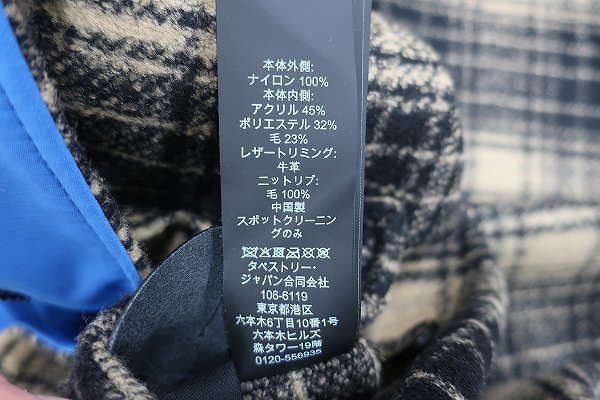 本体外側:
ナイロン 100%
本体内側:
アクリル 45%
ポリエステル 32%
毛 23%
レザートリミング:
牛革
ニットリブ:
毛 100%
中国製
スポットクリーニン
グのみ
タペストリー・
ジャパン合同会社
106-6119
東京都港区
六本木6丁目10番1号
六本木ヒルズ
森タワー19階
0120-556936